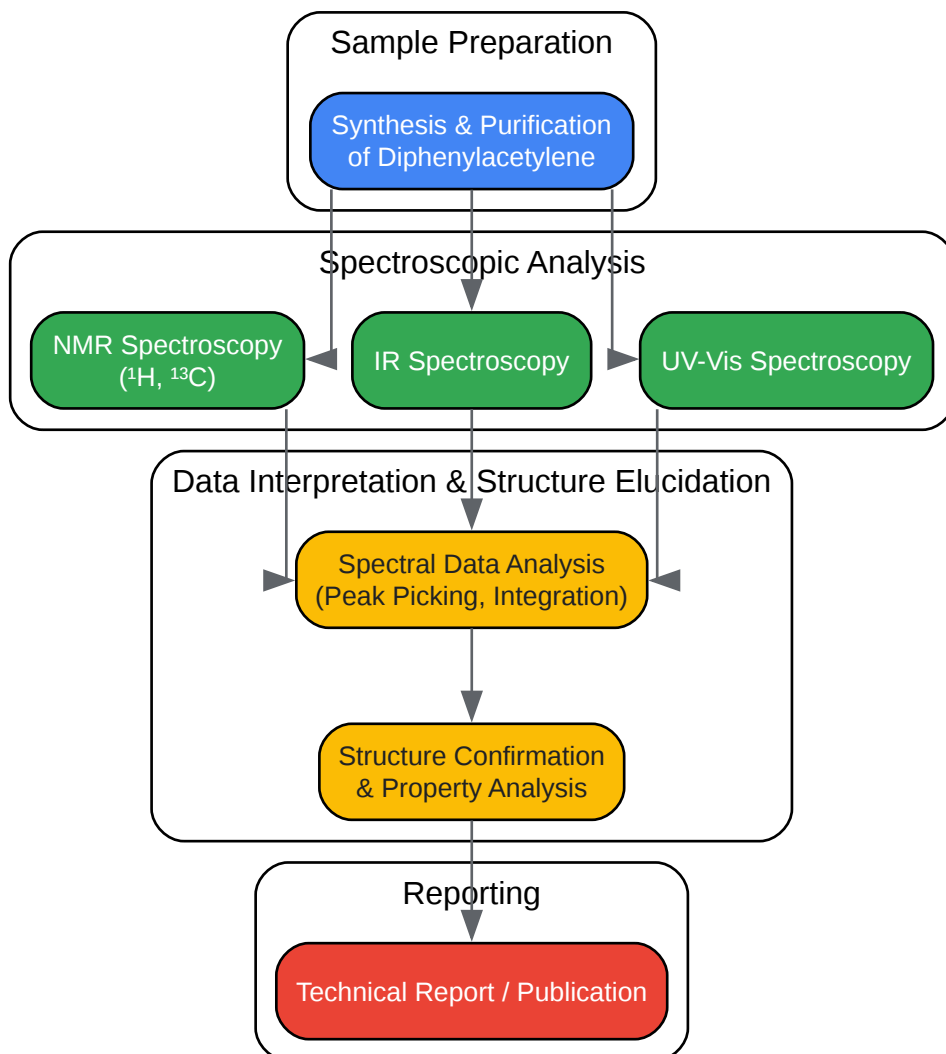 Sample Preparation
Synthesis & Purification
of Diphenylacetylene
Spectroscopic Analysis
NMR Spectroscopy
(¹H, ¹³C)
IR Spectroscopy
UV-Vis Spectroscopy
Data Interpretation & Structure Elucidation
Spectral Data Analysis
(Peak Picking, Integration)
Structure Confirmation
& Property Analysis
Reporting
Technical Report / Publication